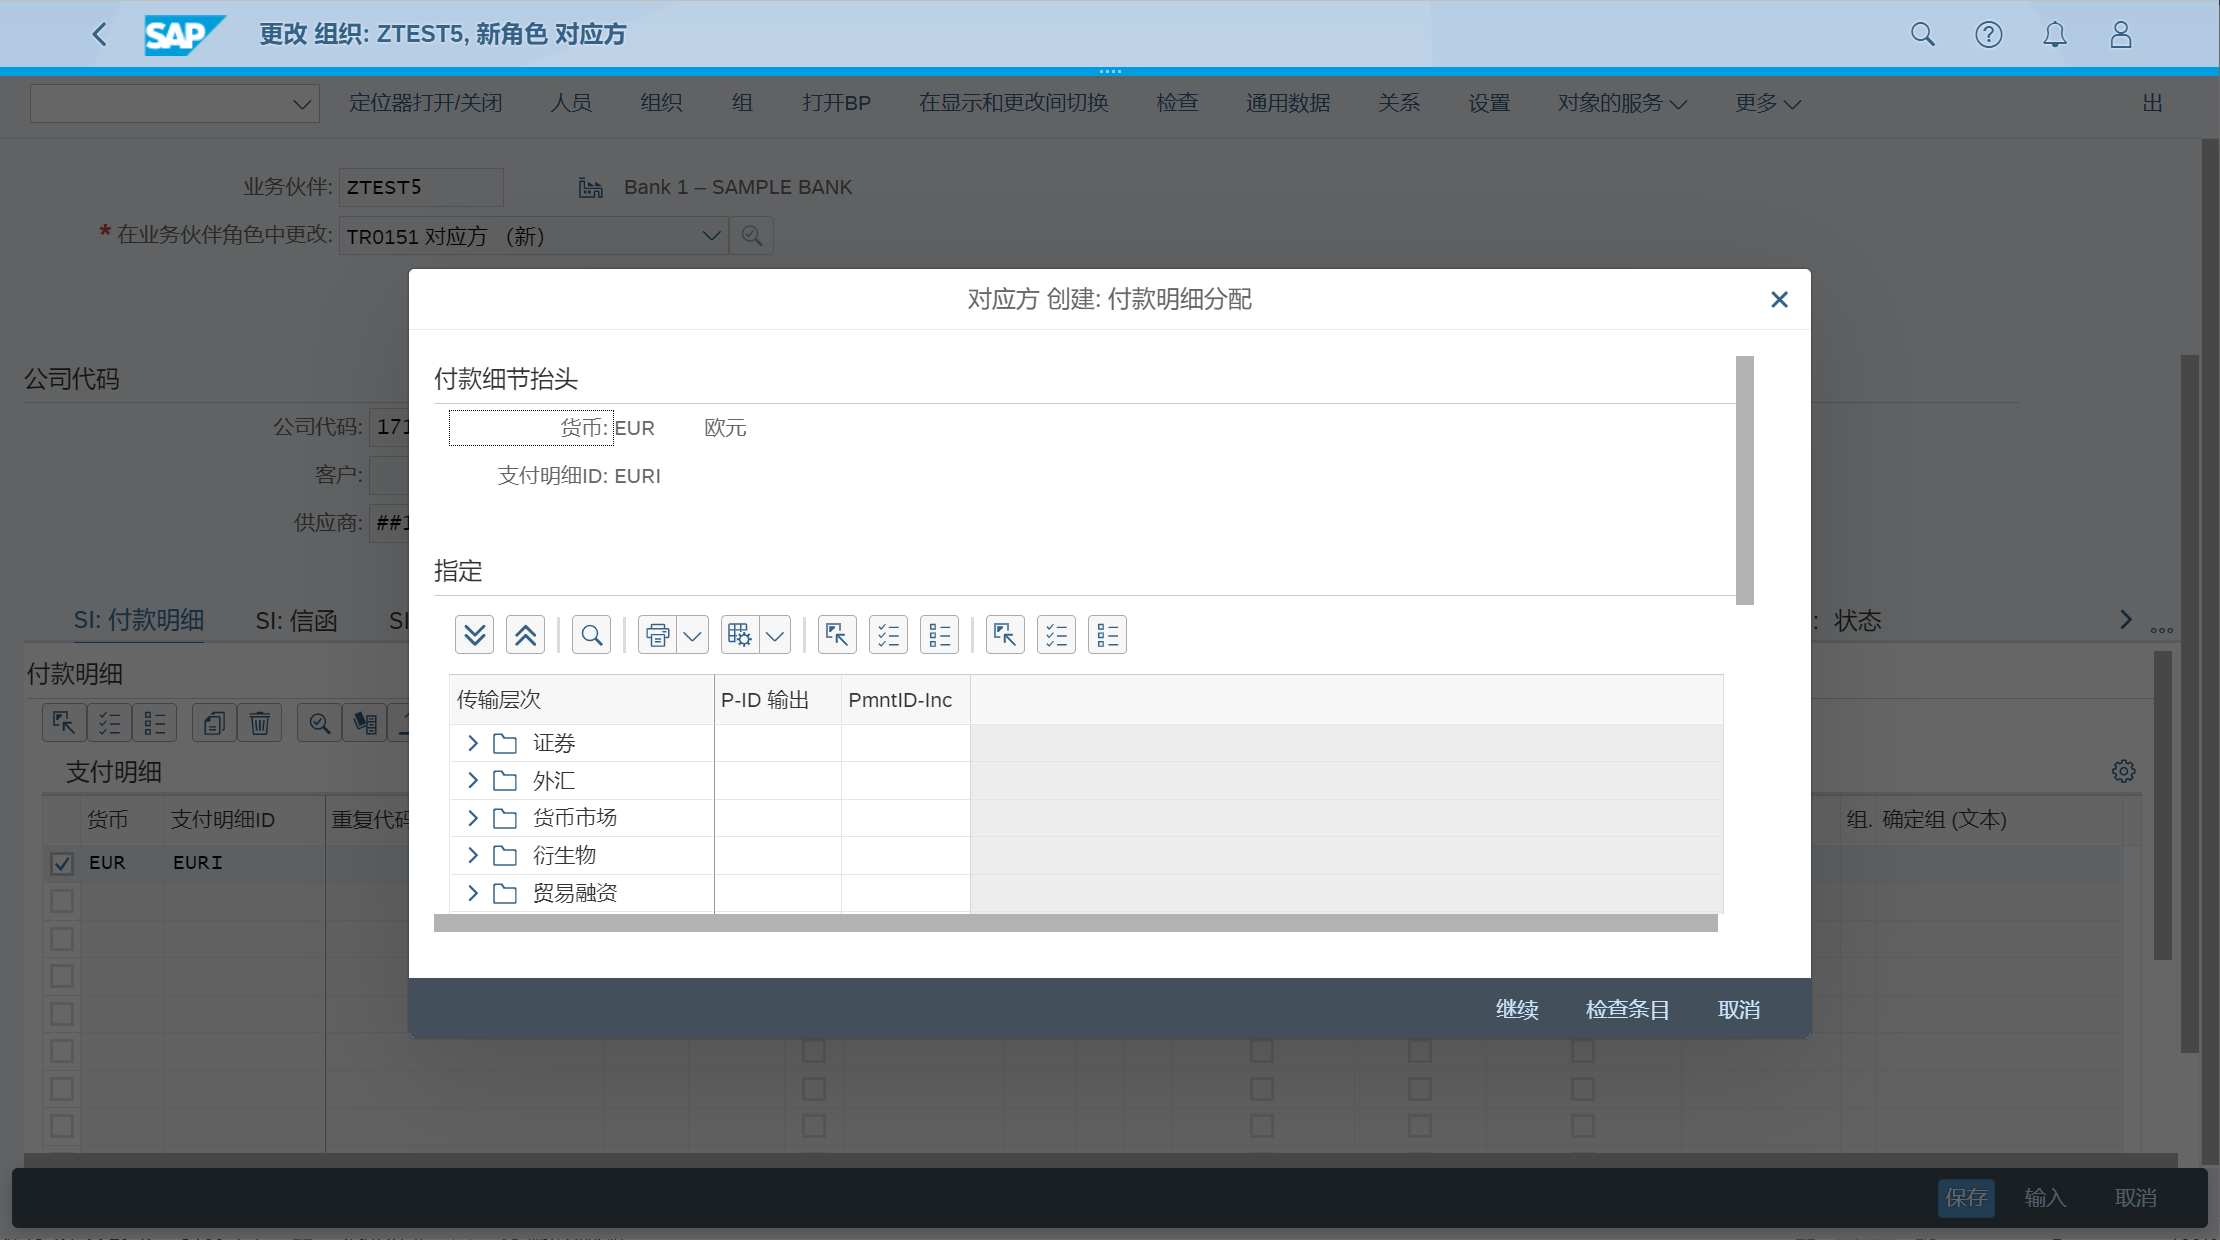 SAP 更改 组织: ZTEST5, 新角色 对应方
定位器打开/关闭 人员 组织 组 打开BP 在显示和更改间切换 检查 通用数据 关系 设置 对象的服务 更多 出
业务伙伴: ZTEST5 Bank 1 – SAMPLE BANK
* 在业务伙伴角色中更改: TR0151 对应方 （新）
对应方 创建: 付款明细分配
付款细节抬头
货币: EUR 欧元
支付明细ID: EURI
指定
传输层次 P-ID 输出 PmntID-Inc
证券
外汇
货币市场
衍生物
贸易融资
继续 检查条目 取消
公司代码
公司代码: 171
客户:
供应商: ##1
SI: 付款明细 SI: 信函 SI : 状态
付款明细
支付明细
货币 支付明细ID 重复代码 组. 确定组 (文本)
EUR EURI
保存 输入 取消